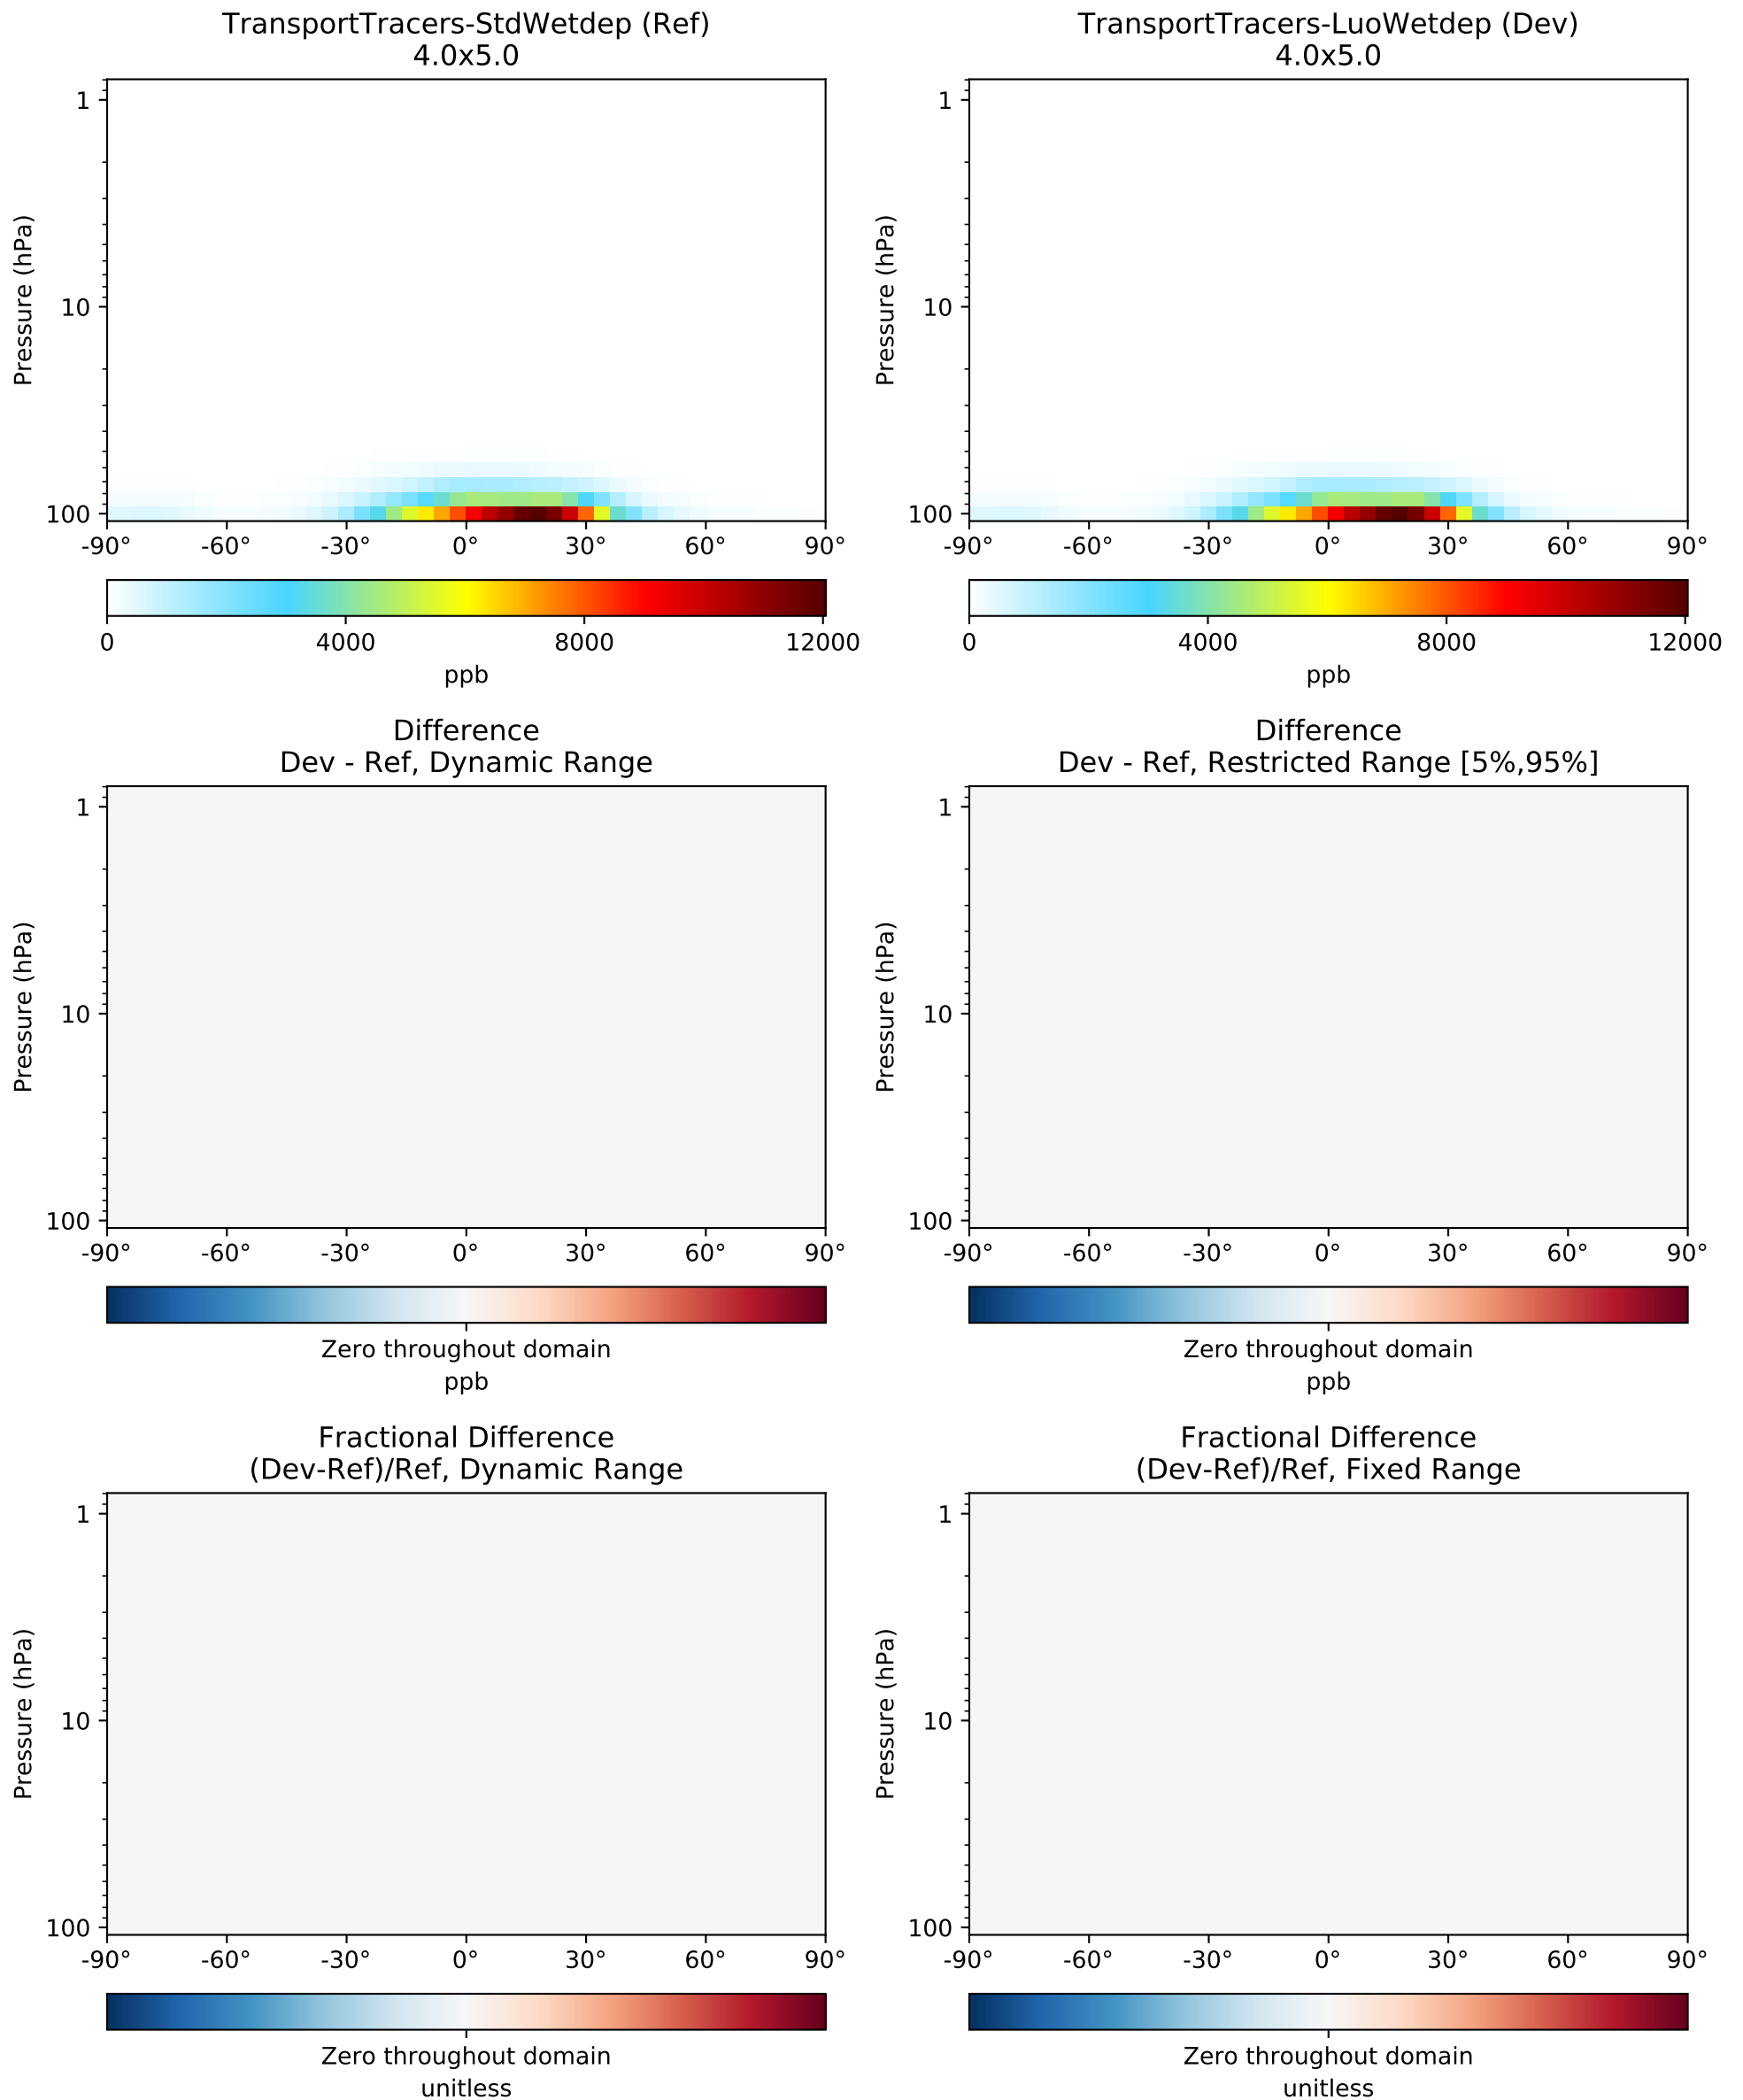 TransportTracers-StdWetdep (Ref)
4.0x5.0
1
10
100
Pressure (hPa)
-90° -60° -30° 0° 30° 60° 90°
0 4000 8000 12000
ppb
TransportTracers-LuoWetdep (Dev)
4.0x5.0
1
10
100
Pressure (hPa)
-90° -60° -30° 0° 30° 60° 90°
0 4000 8000 12000
ppb
Difference
Dev - Ref, Dynamic Range
1
10
100
Pressure (hPa)
-90° -60° -30° 0° 30° 60° 90°
Zero throughout domain
ppb
Difference
Dev - Ref, Restricted Range [5%,95%]
1
10
100
Pressure (hPa)
-90° -60° -30° 0° 30° 60° 90°
Zero throughout domain
ppb
Fractional Difference
(Dev-Ref)/Ref, Dynamic Range
1
10
100
Pressure (hPa)
-90° -60° -30° 0° 30° 60° 90°
Zero throughout domain
unitless
Fractional Difference
(Dev-Ref)/Ref, Fixed Range
1
10
100
Pressure (hPa)
-90° -60° -30° 0° 30° 60° 90°
Zero throughout domain
unitless